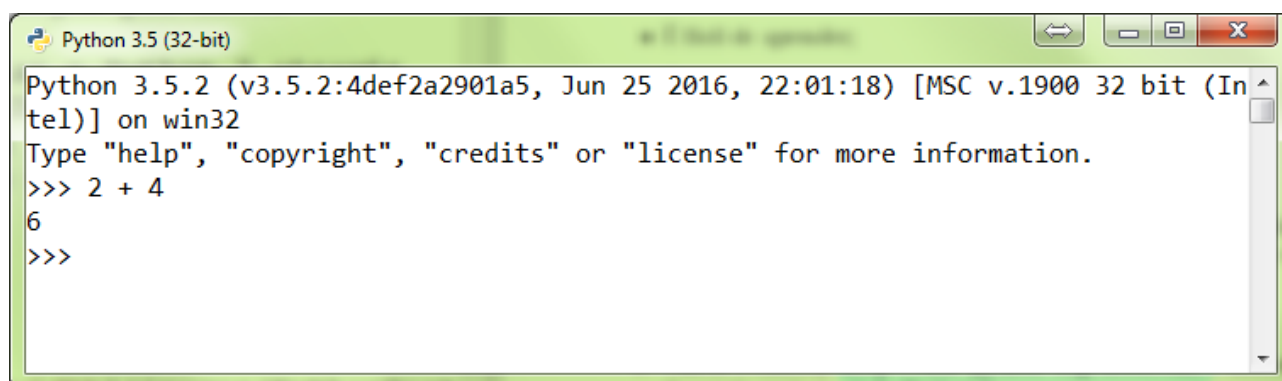 Python 3.5 (32-bit)
Python 3.5.2 (v3.5.2:4def2a2901a5, Jun 25 2016, 22:01:18) [MSC v.1900 32 bit (In
tel)] on win32
Type "help", "copyright", "credits" or "license" for more information.
>>> 2 + 4
6
>>>